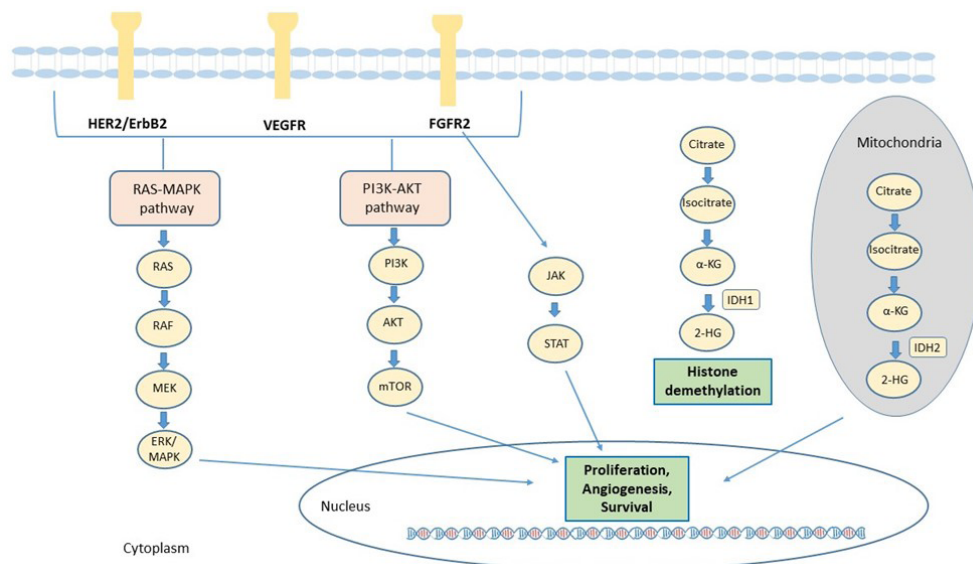 HER2/ErbB2
VEGFR
FGFR2
RAS-MAPK
pathway
RAS
RAF
MEK
ERK/
MAPK
PI3K-AKT
pathway
PI3K
AKT
mTOR
JAK
STAT
Citrate
Isocitrate
α-KG
IDH1
2-HG
Histone
demethylation
Mitochondria
Citrate
Isocitrate
α-KG
IDH2
2-HG
Proliferation,
Angiogenesis,
Survival
Nucleus
Cytoplasm